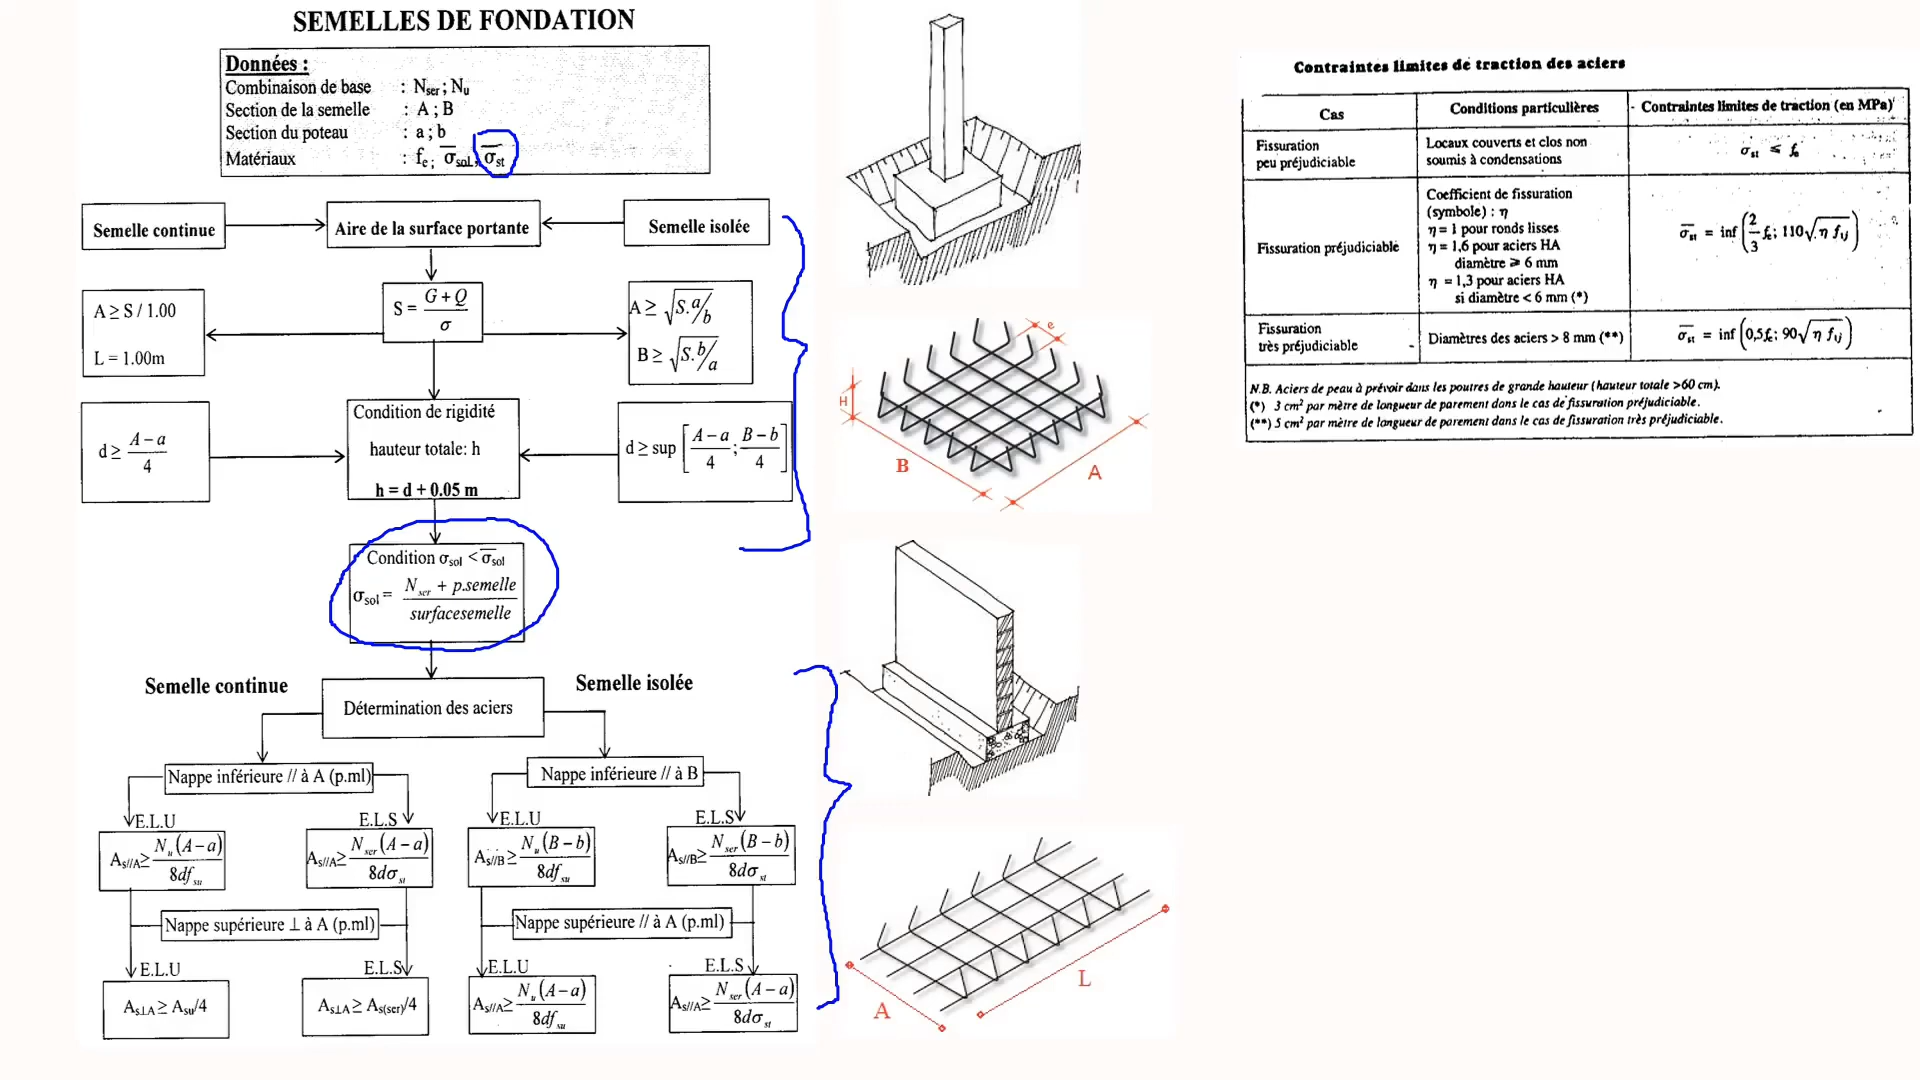 SEMELLES DE FONDATION
Données :
Combinaison de base : Nser ; Nu
Section de la semelle : A ; B
Section du poteau : a ; b
Matériaux : fe ; σ̅soL ; σ̅st
Semelle continue
Aire de la surface portante
Semelle isolée
A ≥ S / 1.00
L = 1.00m
S = (G + Q)/σ
A ≥ √(S.a/b)
B ≥ √(S.b/a)
d ≥ (A – a)/4
Condition de rigidité
hauteur totale: h
h = d + 0.05 m
d ≥ sup [(A – a)/4 ; (B – b)/4]
Condition σsol < σ̅sol
σsol = (Nser + p.semelle)/surfacesemelle
Semelle continue
Semelle isolée
Détermination des aciers
Nappe inférieure // à A (p.ml)
Nappe inférieure // à B
E.L.U
E.L.S
E.L.U
E.L.S
As//A ≥ Nu(A – a)/8dfsu
As//A ≥ Nser(A – a)/8dσst
As//B ≥ Nu(B – b)/8dfsu
As//B ≥ Nser(B – b)/8dσst
Nappe supérieure ⊥ à A (p.ml)
Nappe supérieure // à A (p.ml)
E.L.U
E.L.S
E.L.U
E.L.S
As⊥A ≥ Asu/4
As⊥A ≥ As(ser)/4
As//A ≥ Nu(A – a)/8dfsu
As//A ≥ Nser(A – a)/8dσst
e
H
B
A
A
L
Contraintes limites de traction des aciers
Cas
Conditions particulières
Contraintes limites de traction (en MPa)
Fissuration
peu préjudiciable
Locaux couverts et clos non
soumis à condensations
σst ≤ fe
Fissuration préjudiciable
Coefficient de fissuration
(symbole) : η
η = 1 pour ronds lisses
η = 1,6 pour aciers HA
diamètre ⩾ 6 mm
η = 1,3 pour aciers HA
si diamètre < 6 mm (*)
σ̅st = inf (2/3 fe; 110√(η ftj))
Fissuration
très préjudiciable
Diamètres des aciers > 8 mm (**)
σ̅st = inf (0,5fe; 90√(η ftj))
N.B. Aciers de peau à prévoir dans les poutres de grande hauteur (hauteur totale >60 cm).
(*) 3 cm² par mètre de longueur de parement dans le cas de fissuration préjudiciable.
(**) 5 cm² par mètre de longueur de parement dans le cas de fissuration très préjudiciable.